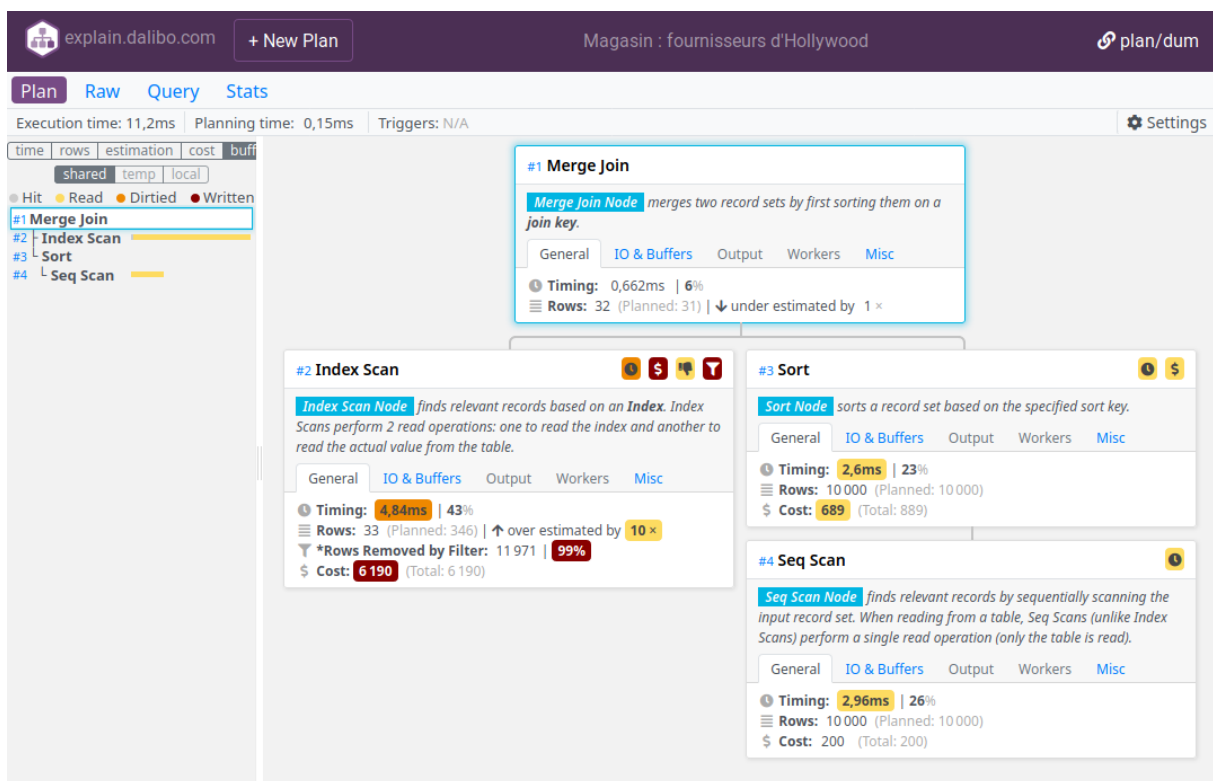 explain.dalibo.com + New Plan Magasin : fournisseurs d'Hollywood plan/dum
Plan Raw Query Stats
Execution time: 11,2ms Planning time: 0,15ms Triggers: N/A Settings
time rows estimation cost buff
shared temp local
Hit Read Dirtied Written
#1 Merge Join
#2 Index Scan
#3 Sort
#4 Seq Scan
#1 Merge Join
Merge Join Node merges two record sets by first sorting them on a
join key.
General IO & Buffers Output Workers Misc
Timing: 0,662ms | 6%
Rows: 32 (Planned: 31) | under estimated by 1 ×
#2 Index Scan
Index Scan Node finds relevant records based on an Index. Index
Scans perform 2 read operations: one to read the index and another to
read the actual value from the table.
General IO & Buffers Output Workers Misc
Timing: 4,84ms | 43%
Rows: 33 (Planned: 346) | over estimated by 10 ×
*Rows Removed by Filter: 11 971 | 99%
$ Cost: 6 190 (Total: 6 190)
#3 Sort
$
Sort Node sorts a record set based on the specified sort key.
General IO & Buffers Output Workers Misc
Timing: 2,6ms | 23%
Rows: 10 000 (Planned: 10 000)
$ Cost: 689 (Total: 889)
#4 Seq Scan
Seq Scan Node finds relevant records by sequentially scanning the
input record set. When reading from a table, Seq Scans (unlike Index
Scans) perform a single read operation (only the table is read).
General IO & Buffers Output Workers Misc
Timing: 2,96ms | 26%
Rows: 10 000 (Planned: 10 000)
$ Cost: 200 (Total: 200)